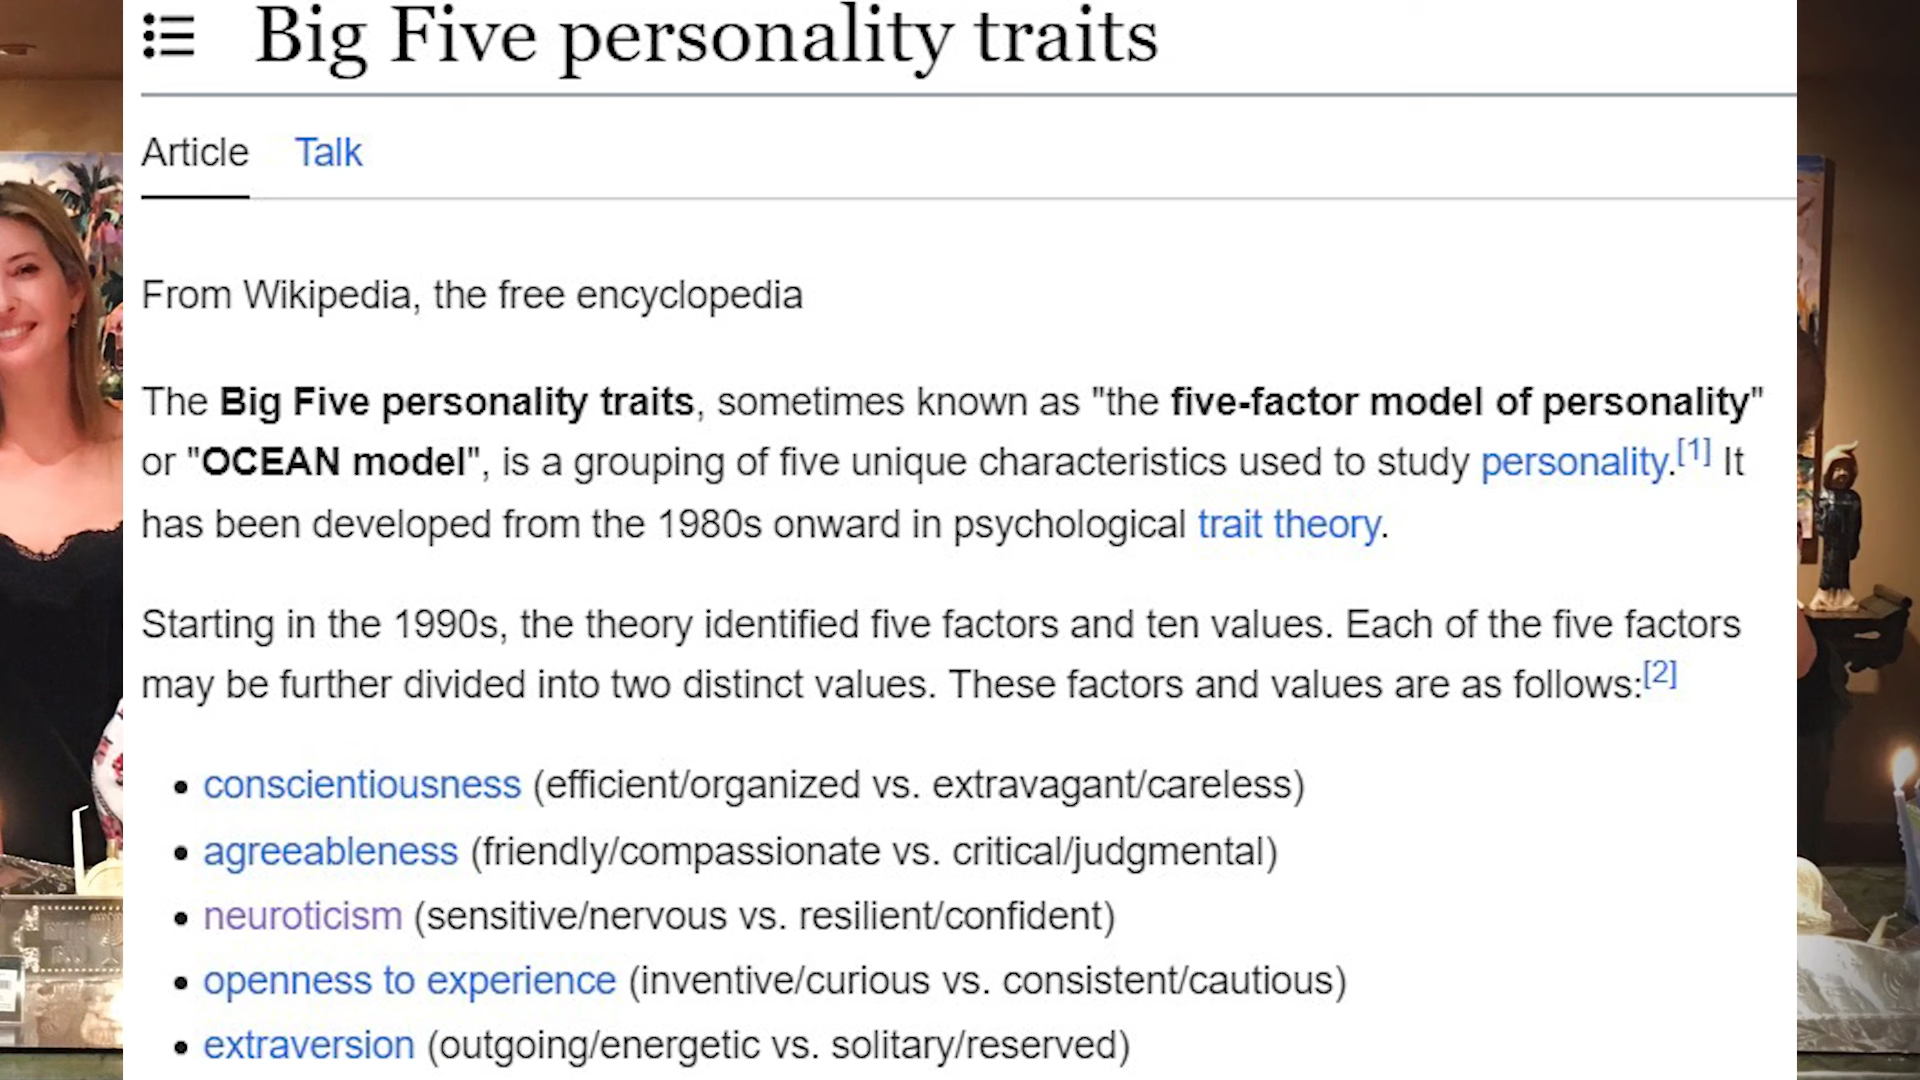 Big Five personality traits
Article Talk
From Wikipedia, the free encyclopedia
The Big Five personality traits, sometimes known as "the five-factor model of personality"
or "OCEAN model", is a grouping of five unique characteristics used to study personality.[1] It
has been developed from the 1980s onward in psychological trait theory.
Starting in the 1990s, the theory identified five factors and ten values. Each of the five factors
may be further divided into two distinct values. These factors and values are as follows:[2]
• conscientiousness (efficient/organized vs. extravagant/careless)
• agreeableness (friendly/compassionate vs. critical/judgmental)
• neuroticism (sensitive/nervous vs. resilient/confident)
• openness to experience (inventive/curious vs. consistent/cautious)
• extraversion (outgoing/energetic vs. solitary/reserved)